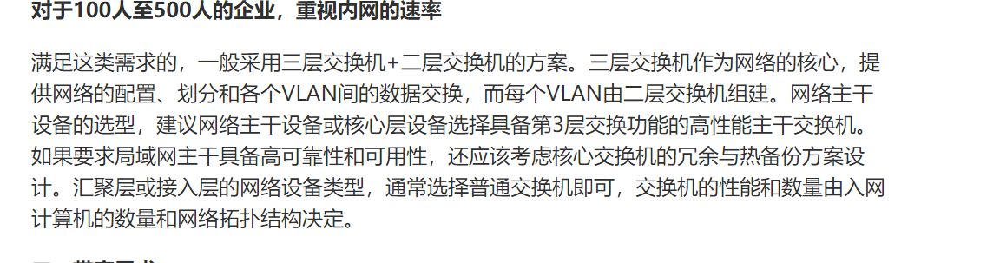 对于100人至500人的企业，重视内网的速率
满足这类需求的，一般采用三层交换机+二层交换机的方案。三层交换机作为网络的核心，提
供网络的配置、划分和各个VLAN间的数据交换，而每个VLAN由二层交换机组建。网络主干
设备的选型，建议网络主干设备或核心层设备选择具备第3层交换功能的高性能主干交换机。
如果要求局域网主干具备高可靠性和可用性，还应该考虑核心交换机的冗余与热备份方案设
计。汇聚层或接入层的网络设备类型，通常选择普通交换机即可，交换机的性能和数量由入网
计算机的数量和网络拓扑结构决定。